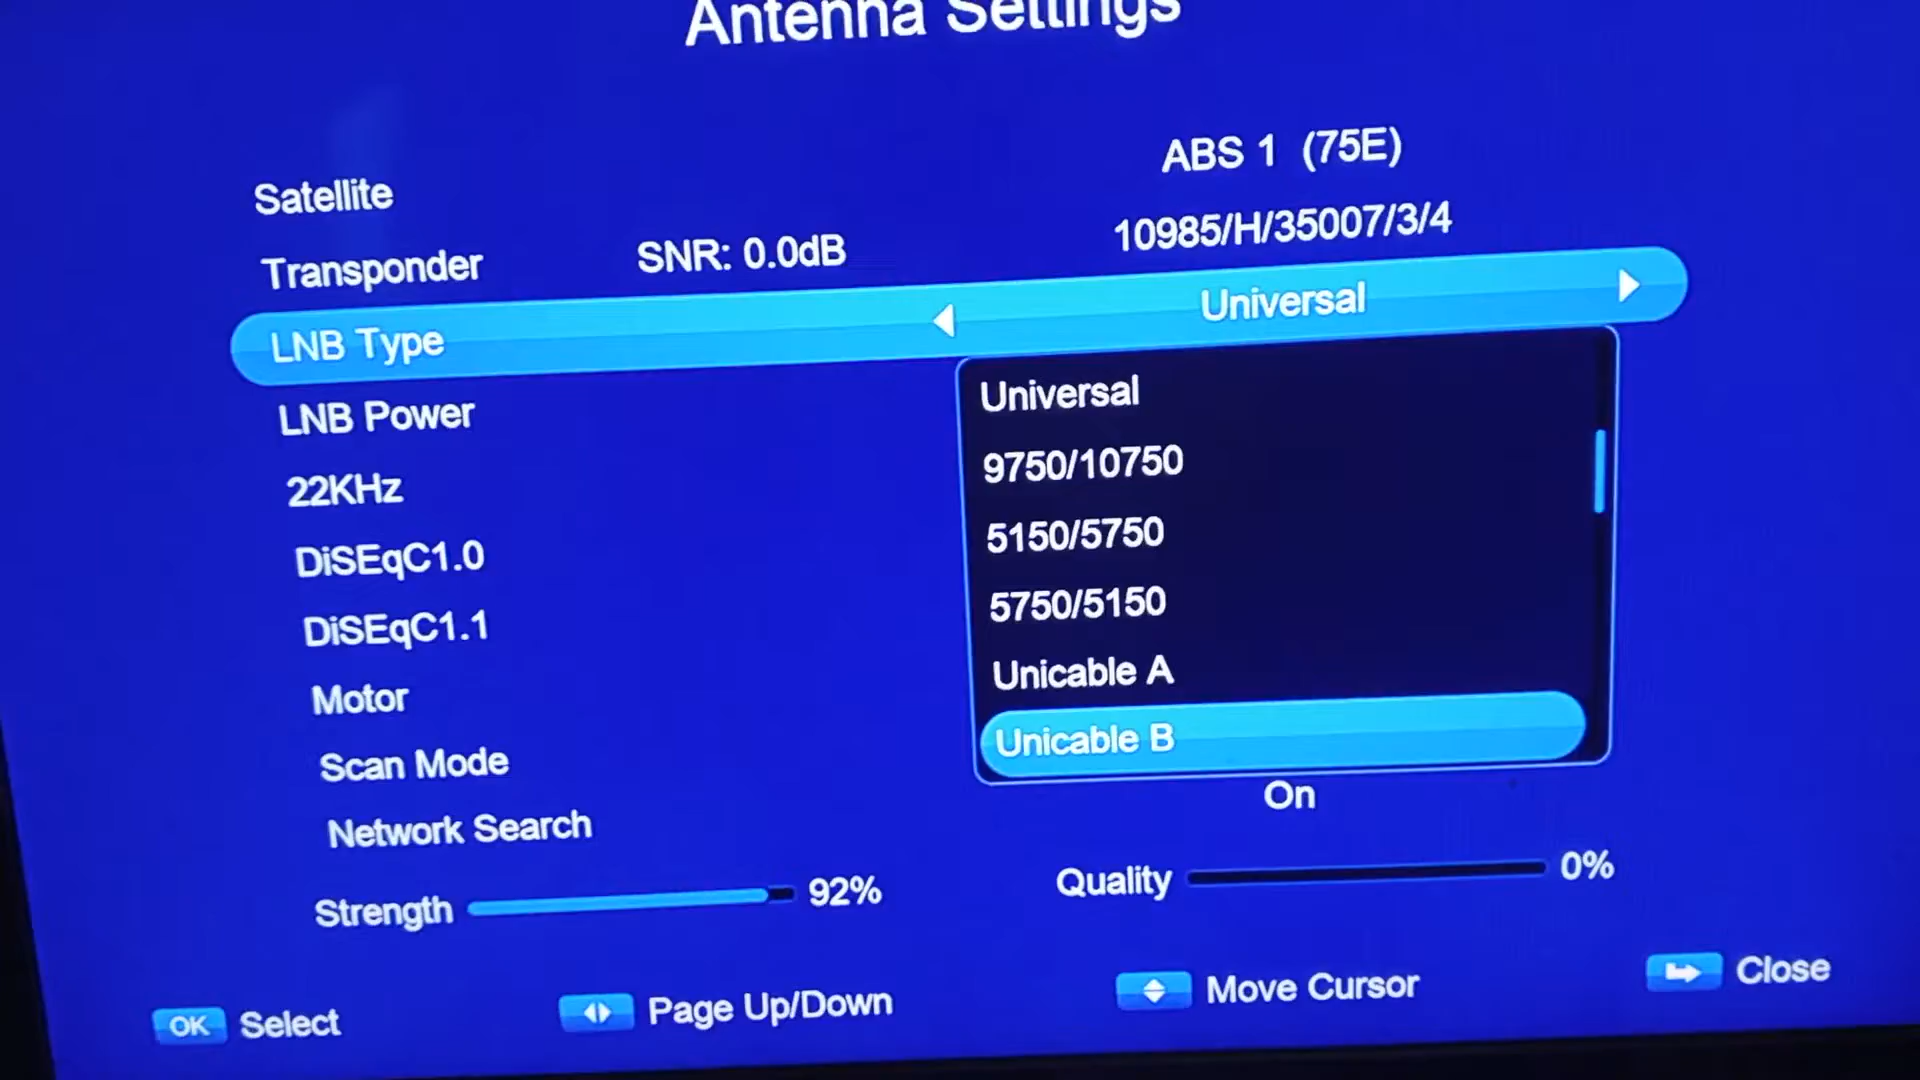 Antenna Settings
Satellite ABS 1 (75E)
Transponder SNR: 0.0dB 10985/H/35007/3/4
LNB Type Universal
LNB Power
22KHz
DiSEqC1.0
DiSEqC1.1
Motor
Scan Mode
Network Search On
Universal
9750/10750
5150/5750
5750/5150
Unicable A
Unicable B
Strength 92% Quality 0%
OK Select Page Up/Down Move Cursor Close